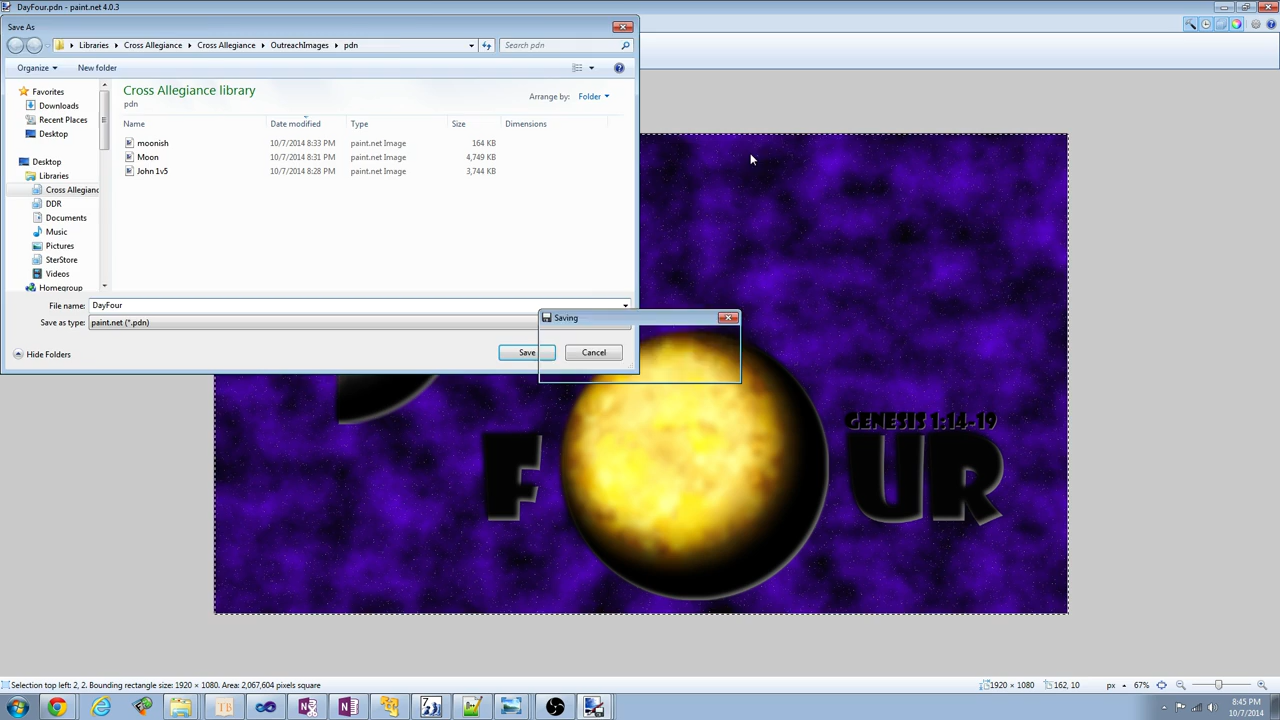 DayFour.pdn - paint.net 4.0.3
Save As
Libraries
Cross Allegiance
Cross Allegiance
OutreachImages
pdn
Search pdn
Organize
New folder
Favorites
Downloads
Recent Places
Desktop
Desktop
Libraries
Cross Allegianc
DDR
Documents
Music
Pictures
SterStore
Videos
Homegroup
Cross Allegiance library
pdn
Arrange by: Folder
Name Date modified Type Size Dimensions
moonish 10/7/2014 8:33 PM paint.net Image 164 KB
Moon 10/7/2014 8:31 PM paint.net Image 4,749 KB
John 1v5 10/7/2014 8:28 PM paint.net Image 3,744 KB
File name: DayFour
Save as type: paint.net (*.pdn)
Hide Folders
Save
Cancel
Saving
GENESIS 1:14-19
F UR
Selection top left: 2, 2. Bounding rectangle size: 1920 × 1080. Area: 2,067,604 pixels square
1920 × 1080
162, 10
px
67%
TB
8:45 PM
10/7/2014